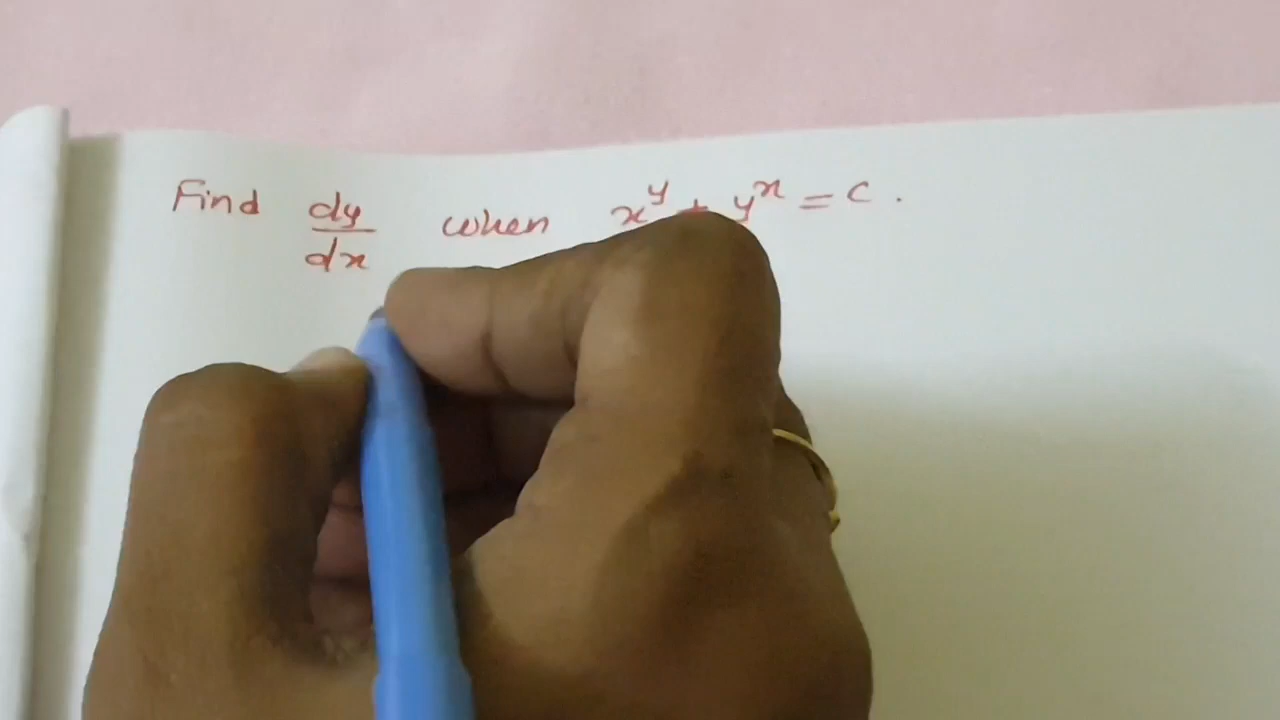 Find dy/dx when x^y + y^x = c.